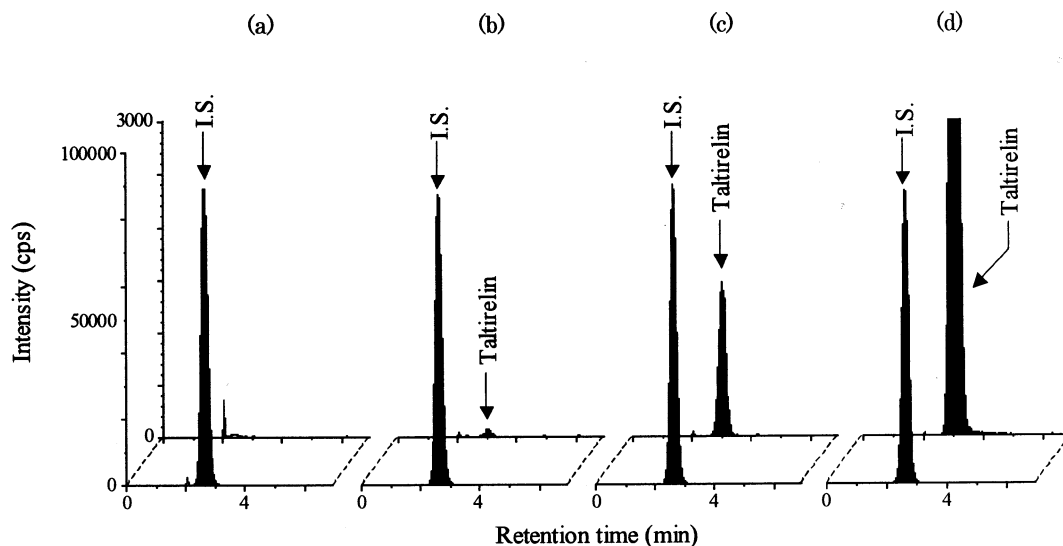 (a) (b) (c) (d)
I.S. I.S. I.S. I.S.
Taltirelin Taltirelin Taltirelin
3000
100000
50000
0
0
Intensity (cps)
0 4 0 4 0 4 0 4
Retention time (min)